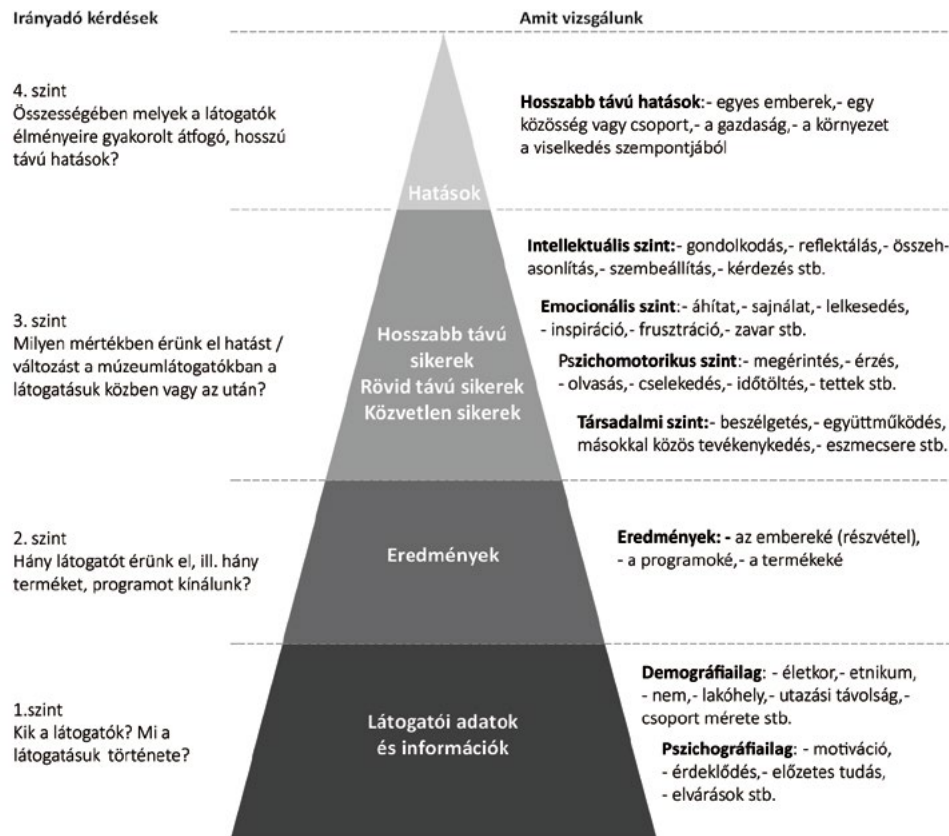 Irányadó kérdések
Amit vizsgálunk
4. szint
Összességében melyek a látogatók
élményeire gyakorolt átfogó, hosszú
távú hatások?
Hatások
Hosszabb távú hatások:- egyes emberek,- egy
közösség vagy csoport,- a gazdaság,- a környezet
a viselkedés szempontjából
3. szint
Milyen mértékben érünk el hatást /
változást a múzeumlátogatókban a
látogatásuk közben vagy az után?
Hosszabb távú
sikerek
Rövid távú sikerek
Közvetlen sikerek
Intellektuális szint:- gondolkodás,- reflektálás,- összeh-
asonlítás,- szembeállítás,- kérdezés stb.
Emocionális szint:- áhítat,- sajnálat,- lelkesedés,
- inspiráció,- frusztráció,- zavar stb.
Pszichomotorikus szint:- megérintés,- érzés,
- olvasás,- cselekedés,- időtöltés,- tettek stb.
Társadalmi szint:- beszélgetés,- együttműködés,
másokkal közös tevékenykedés,- eszmecsere stb.
2. szint
Hány látogatót érünk el, ill. hány
terméket, programot kínálunk?
Eredmények
Eredmények: - az embereké (részvétel),
- a programoké,- a termékeké
1.szint
Kik a látogatók? Mi a
látogatásuk története?
Látogatói adatok
és információk
Demográfiailag: - életkor,- etnikum,
- nem,- lakóhely,- utazási távolság,-
csoport mérete stb.
Pszichográfiailag: - motiváció,
- érdeklődés,- előzetes tudás,
- elvárások stb.